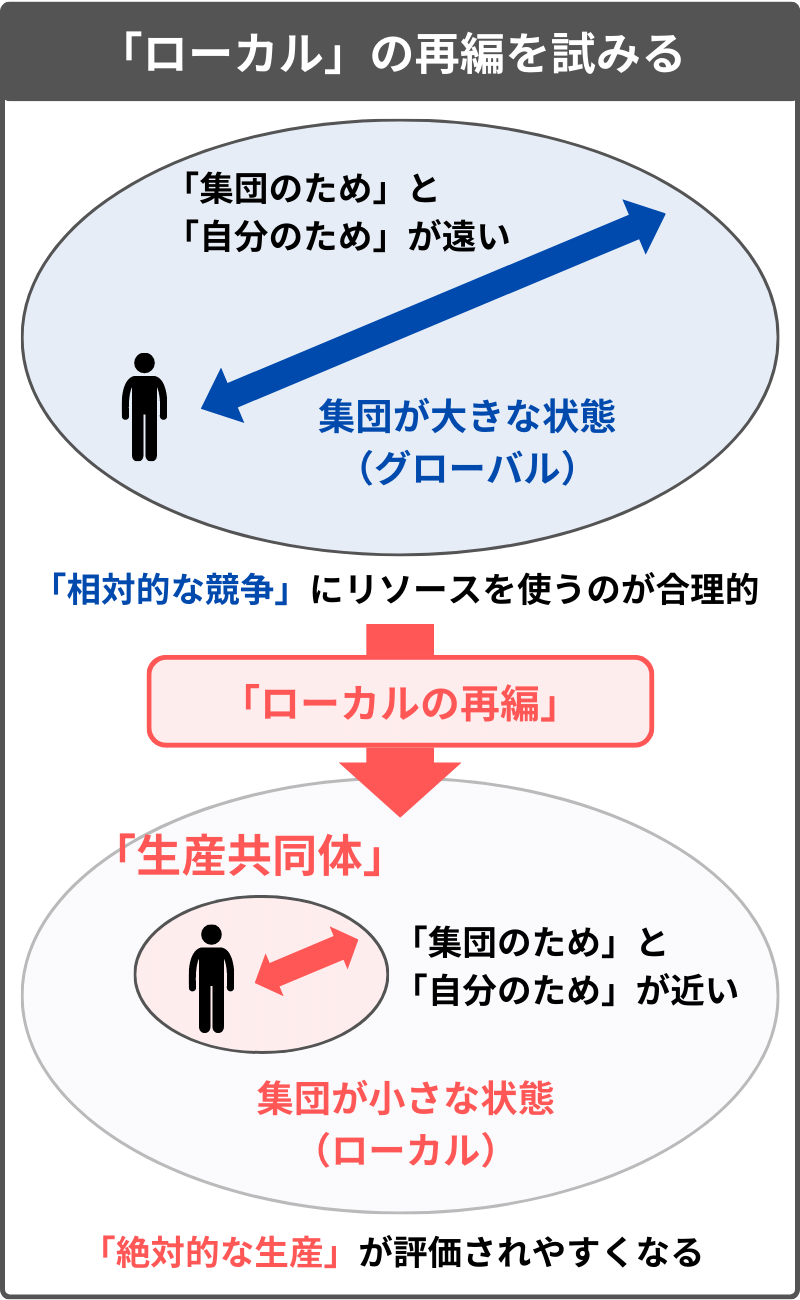 「ローカル」の再編を試みる
「集団のため」と
「自分のため」が遠い
集団が大きな状態
（グローバル）
「相対的な競争」にリソースを使うのが合理的
「ローカルの再編」
「生産共同体」
「集団のため」と
「自分のため」が近い
集団が小さな状態
（ローカル）
「絶対的な生産」が評価されやすくなる